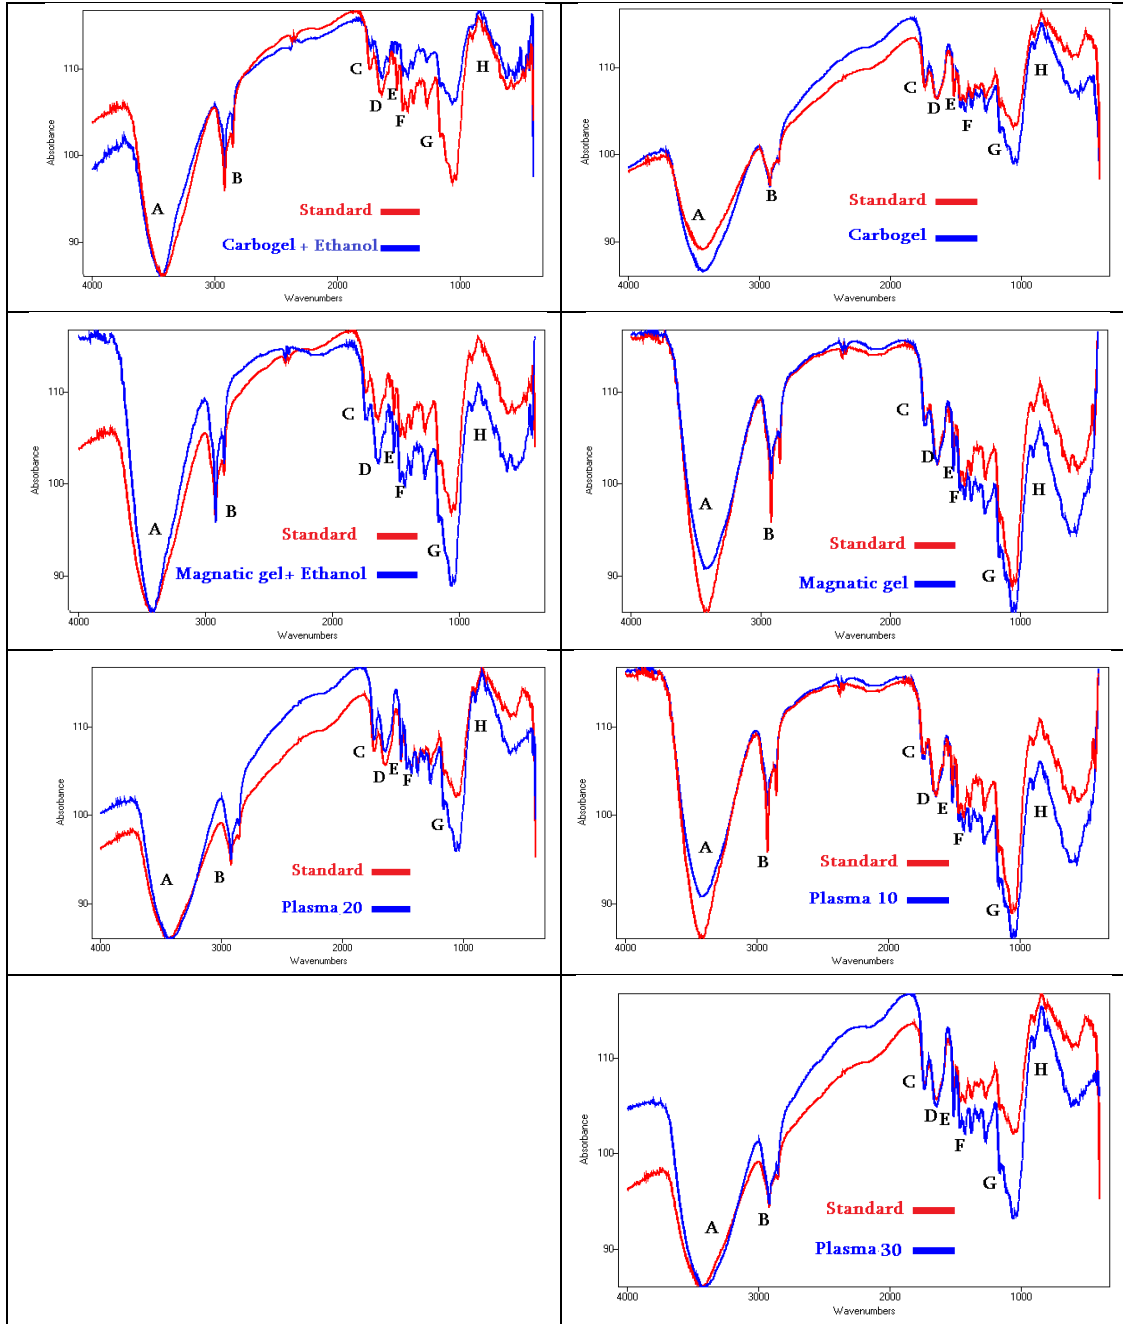 110
100
90
Absorbance
C
D
E
F
H
G
B
A
Standard
Carbogel + Ethanol
4000
3000
2000
1000
Wavenumbers
110
100
90
Absorbance
C
D
E
F
H
G
B
A
Standard
Carbogel
4000
3000
2000
1000
Wavenumbers
110
100
90
Absorbance
C
D
E
F
H
G
B
A
Standard
Magnatic gel + Ethanol
4000
3000
2000
1000
Wavenumbers
110
100
90
Absorbance
C
D
E
F
H
G
B
A
Standard
Magnatic gel
4000
3000
2000
1000
Wavenumbers
110
100
90
Absorbance
C
D
E
F
H
G
B
A
Standard
Plasma 20
4000
3000
2000
1000
Wavenumbers
110
100
90
Absorbance
C
D
E
F
H
G
B
A
Standard
Plasma 10
4000
3000
2000
1000
Wavenumbers
110
100
90
Absorbance
C
D
E
F
H
G
B
A
Standard
Plasma 30
4000
3000
2000
1000
Wavenumbers